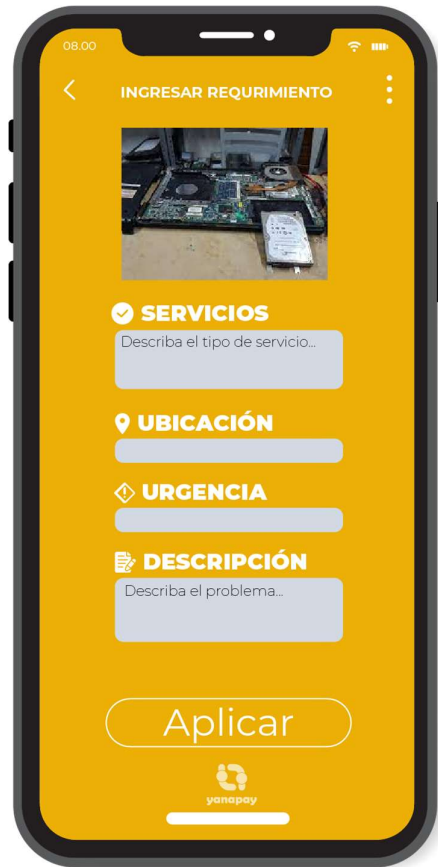 08.00
INGRESAR REQURIMIENTO
SERVICIOS
Describa el tipo de servicio...
UBICACIÓN
URGENCIA
DESCRIPCIÓN
Describa el problema...
Aplicar
yanapay